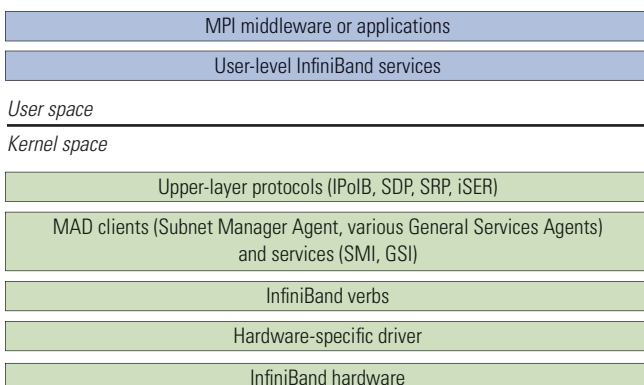 MPI middleware or applications
User-level InfiniBand services
User space
Kernel space
Upper-layer protocols (IPoIB, SDP, SRP, iSER)
MAD clients (Subnet Manager Agent, various General Services Agents)
and services (SMI, GSI)
InfiniBand verbs
Hardware-specific driver
InfiniBand hardware